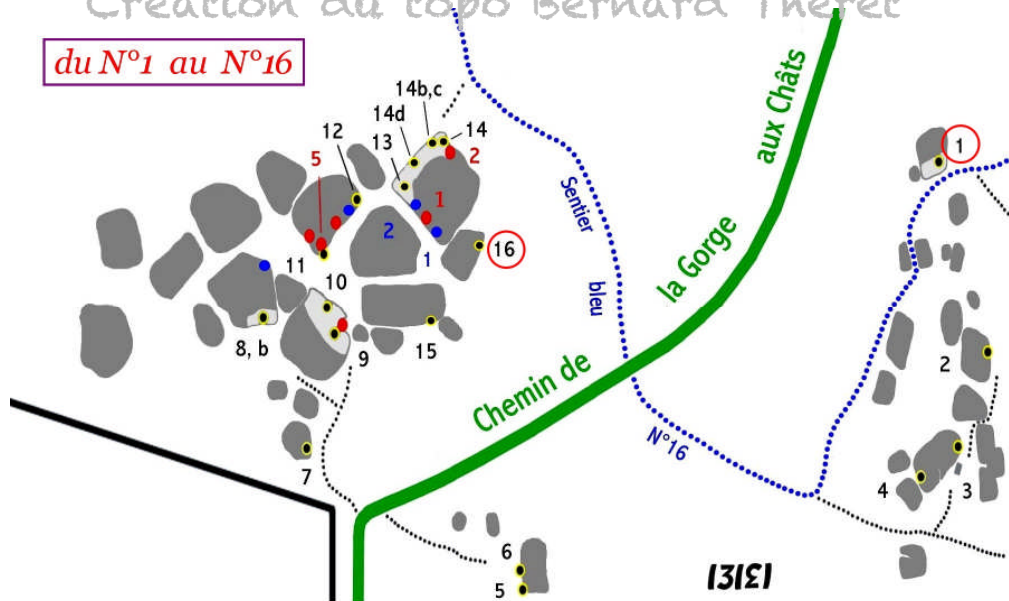 Création du topo Bernard Théret
du N°1 au N°16
14b,c
14d
14
12
13
5
2
1
1
aux Châts
Sentier
2
1
16
la Gorge
11
10
bleu
8, b
9
15
2
Chemin de
N°16
7
4
3
6
5